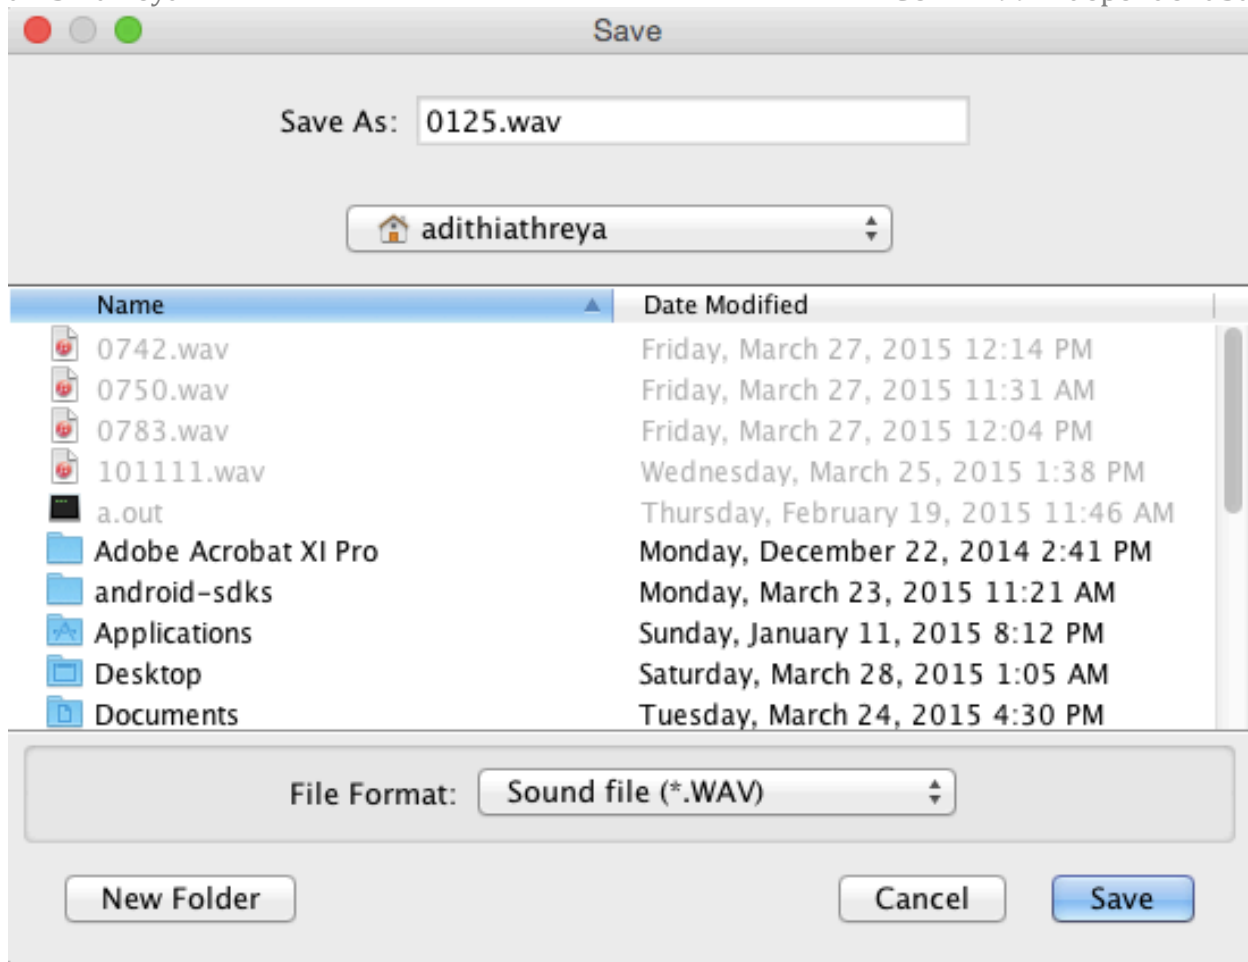 Save
Save As: 0125.wav
adithiathreya
Name Date Modified
0742.wav Friday, March 27, 2015 12:14 PM
0750.wav Friday, March 27, 2015 11:31 AM
0783.wav Friday, March 27, 2015 12:04 PM
101111.wav Wednesday, March 25, 2015 1:38 PM
a.out Thursday, February 19, 2015 11:46 AM
Adobe Acrobat XI Pro Monday, December 22, 2014 2:41 PM
android-sdks Monday, March 23, 2015 11:21 AM
Applications Sunday, January 11, 2015 8:12 PM
Desktop Saturday, March 28, 2015 1:05 AM
Documents Tuesday, March 24, 2015 4:30 PM
File Format: Sound file (*.WAV)
New Folder Cancel Save